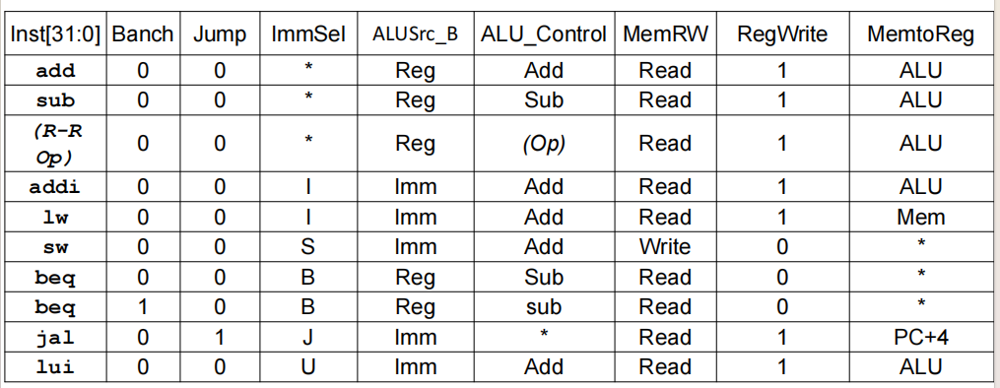 Inst[31:0] Banch Jump ImmSel ALUSrc_B ALU_Control MemRW RegWrite MemtoReg
add 0 0 * Reg Add Read 1 ALU
sub 0 0 * Reg Sub Read 1 ALU
(R-R
Op) 0 0 * Reg (Op) Read 1 ALU
addi 0 0 I Imm Add Read 1 ALU
lw 0 0 I Imm Add Read 1 Mem
sw 0 0 S Imm Add Write 0 *
beq 0 0 B Reg Sub Read 0 *
beq 1 0 B Reg sub Read 0 *
jal 0 1 J Imm * Read 1 PC+4
lui 0 0 U Imm Add Read 1 ALU